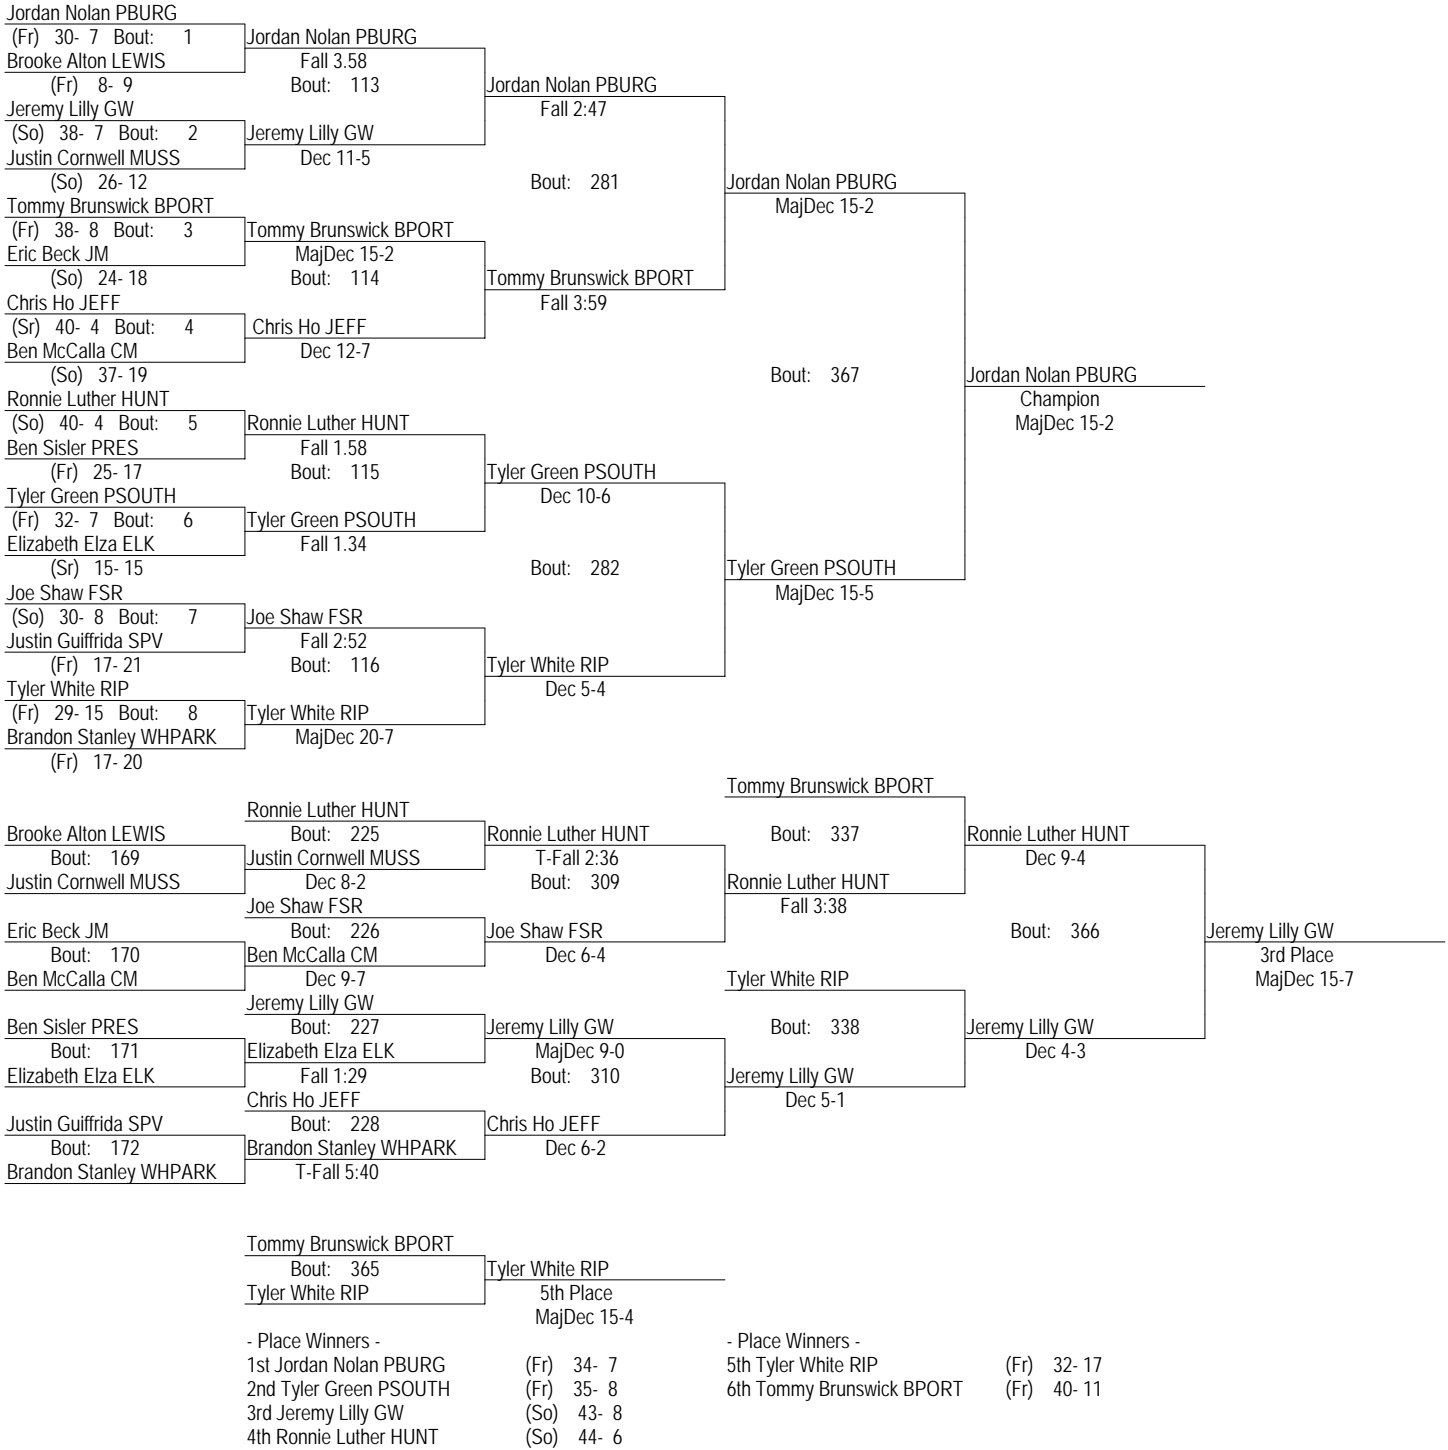 Jordan Nolan PBURG
(Fr) 30- 7 Bout: 1 Jordan Nolan PBURG
Brooke Alton LEWIS Fall 3.58
(Fr) 8- 9 Bout: 113 Jordan Nolan PBURG
Jeremy Lilly GW Fall 2:47
(So) 38- 7 Bout: 2 Jeremy Lilly GW
Justin Cornwell MUSS Dec 11-5
(So) 26- 12 Bout: 281 Jordan Nolan PBURG
Tommy Brunswick BPORT MajDec 15-2
(Fr) 38- 8 Bout: 3 Tommy Brunswick BPORT
Eric Beck JM MajDec 15-2
(So) 24- 18 Bout: 114 Tommy Brunswick BPORT
Chris Ho JEFF Fall 3:59
(Sr) 40- 4 Bout: 4 Chris Ho JEFF
Ben McCalla CM Dec 12-7
(So) 37- 19 Bout: 367 Jordan Nolan PBURG
Ronnie Luther HUNT Champion
(So) 40- 4 Bout: 5 Ronnie Luther HUNT MajDec 15-2
Ben Sisler PRES Fall 1.58
(Fr) 25- 17 Bout: 115 Tyler Green PSOUTH
Tyler Green PSOUTH Dec 10-6
(Fr) 32- 7 Bout: 6 Tyler Green PSOUTH
Elizabeth Elza ELK Fall 1.34
(Sr) 15- 15 Bout: 282 Tyler Green PSOUTH
Joe Shaw FSR MajDec 15-5
(So) 30- 8 Bout: 7 Joe Shaw FSR
Justin Guiffrida SPV Fall 2:52
(Fr) 17- 21 Bout: 116 Tyler White RIP
Tyler White RIP Dec 5-4
(Fr) 29- 15 Bout: 8 Tyler White RIP
Brandon Stanley WHPARK MajDec 20-7
(Fr) 17- 20
Tommy Brunswick BPORT
Ronnie Luther HUNT
Brooke Alton LEWIS Bout: 225 Ronnie Luther HUNT Bout: 337 Ronnie Luther HUNT
Bout: 169 Justin Cornwell MUSS T-Fall 2:36 Dec 9-4
Justin Cornwell MUSS Dec 8-2 Bout: 309 Ronnie Luther HUNT
Joe Shaw FSR Fall 3:38
Eric Beck JM Bout: 226 Joe Shaw FSR Bout: 366 Jeremy Lilly GW
Bout: 170 Ben McCalla CM Dec 6-4 3rd Place
Ben McCalla CM Dec 9-7 Tyler White RIP MajDec 15-7
Jeremy Lilly GW
Ben Sisler PRES Bout: 227 Jeremy Lilly GW Bout: 338 Jeremy Lilly GW
Bout: 171 Elizabeth Elza ELK MajDec 9-0 Dec 4-3
Elizabeth Elza ELK Fall 1:29 Bout: 310 Jeremy Lilly GW
Chris Ho JEFF Dec 5-1
Justin Guiffrida SPV Bout: 228 Chris Ho JEFF
Bout: 172 Brandon Stanley WHPARK Dec 6-2
Brandon Stanley WHPARK T-Fall 5:40
Tommy Brunswick BPORT
Bout: 365 Tyler White RIP
Tyler White RIP 5th Place
MajDec 15-4
- Place Winners - - Place Winners -
1st Jordan Nolan PBURG (Fr) 34- 7 5th Tyler White RIP (Fr) 32- 17
2nd Tyler Green PSOUTH (Fr) 35- 8 6th Tommy Brunswick BPORT (Fr) 40- 11
3rd Jeremy Lilly GW (So) 43- 8
4th Ronnie Luther HUNT (So) 44- 6